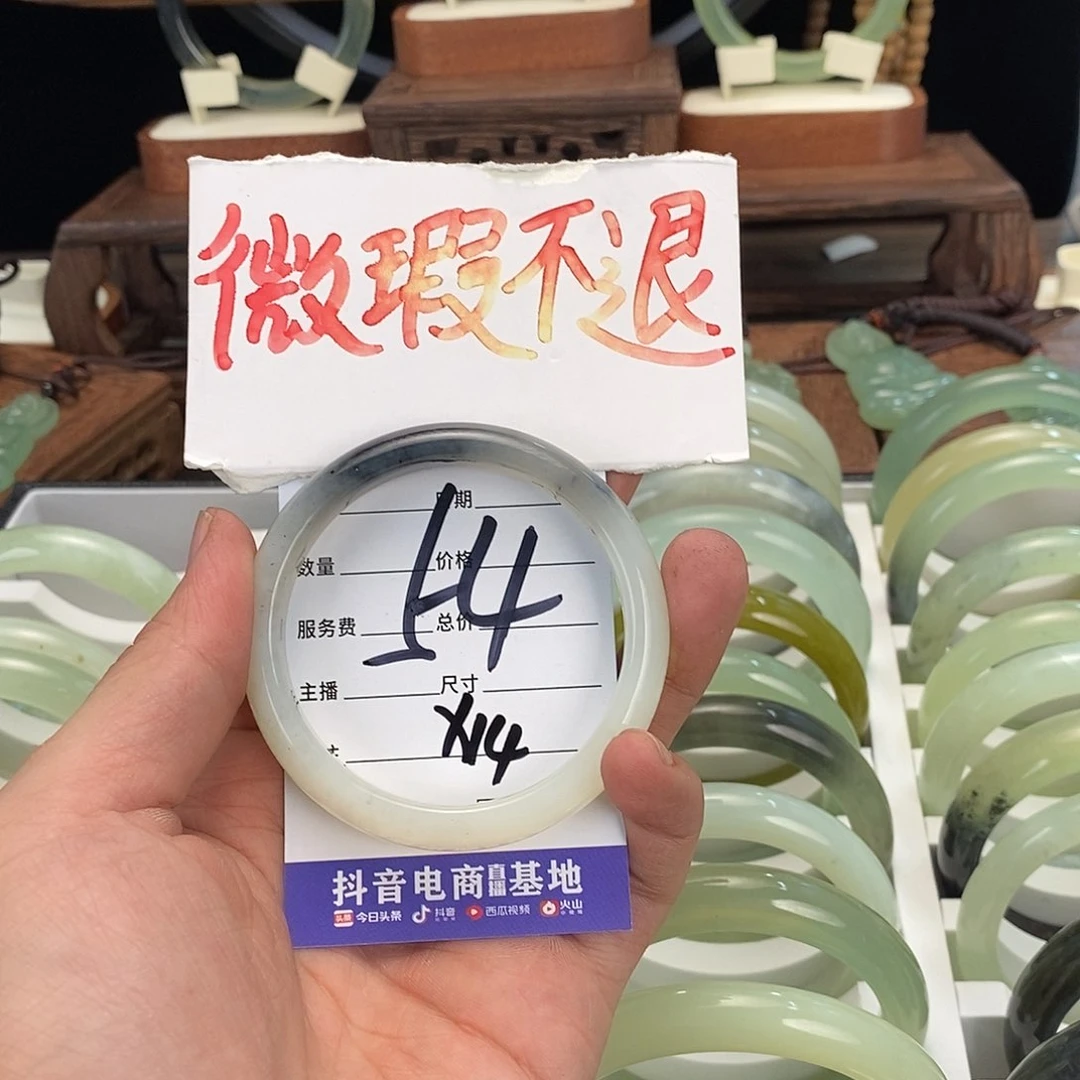 微瑕不退
日期
数量 价格
服务费 总价
主播 尺寸
抖音电商直播基地
头条 今日头条 抖音 西瓜视频 火山